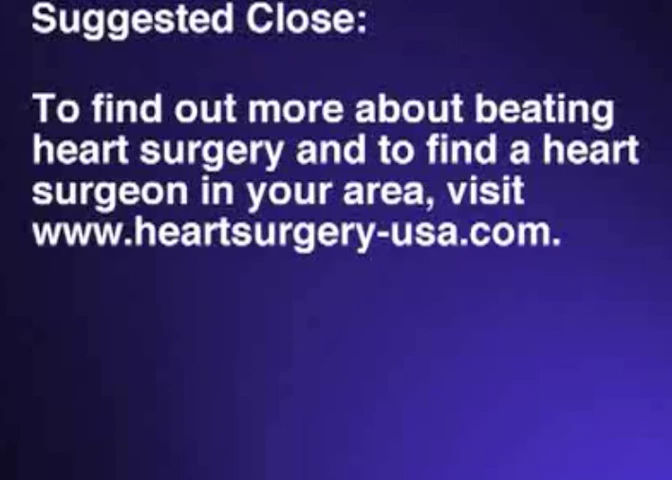 Suggested Close:
To find out more about beating
heart surgery and to find a heart
surgeon in your area, visit
www.heartsurgery-usa.com.